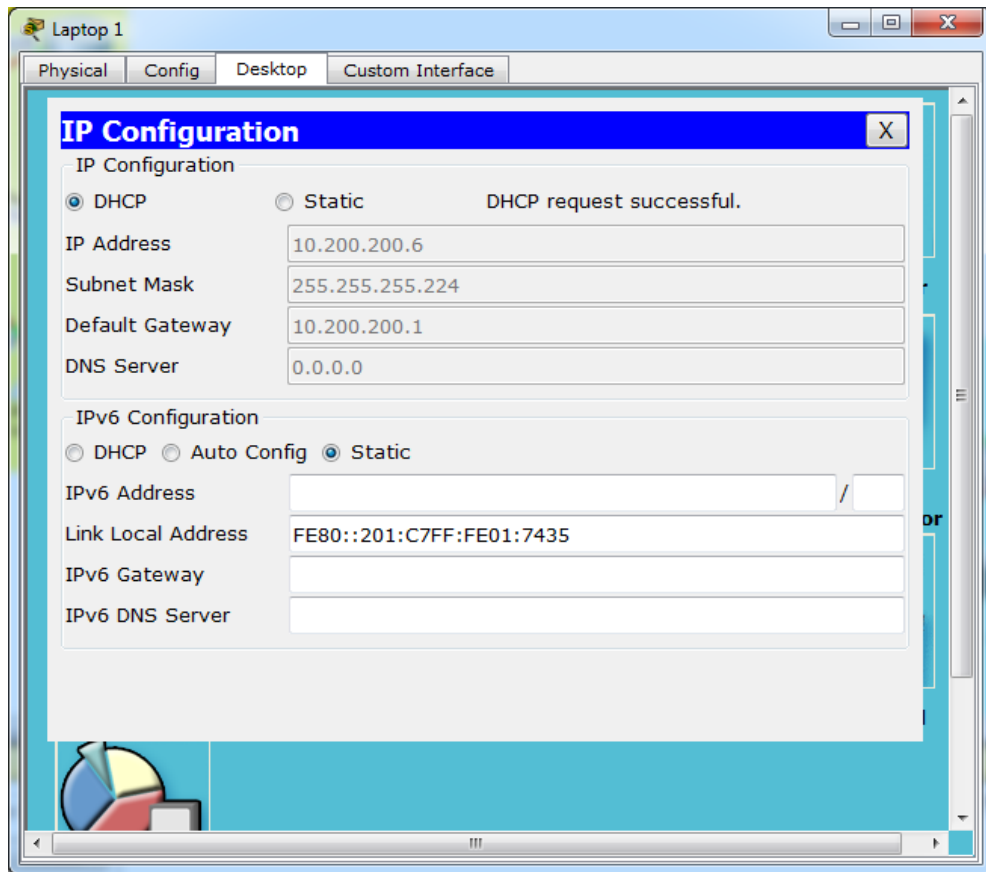 Laptop 1
Physical Config Desktop Custom Interface
IP Configuration X
IP Configuration
DHCP Static DHCP request successful.
IP Address 10.200.200.6
Subnet Mask 255.255.255.224
Default Gateway 10.200.200.1
DNS Server 0.0.0.0
IPv6 Configuration
DHCP Auto Config Static
IPv6 Address /
Link Local Address FE80::201:C7FF:FE01:7435
or
IPv6 Gateway
IPv6 DNS Server